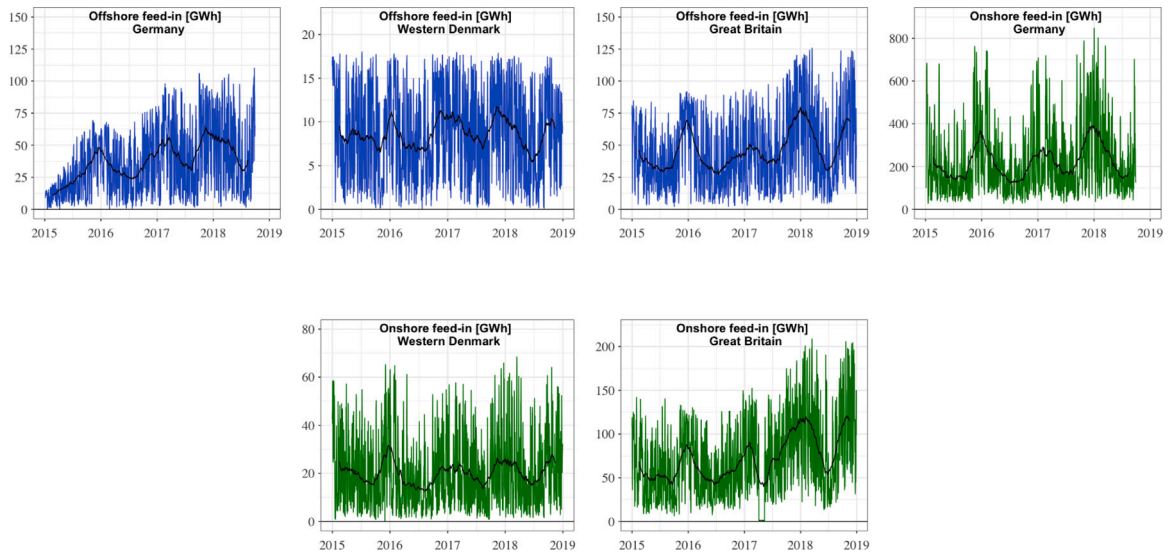 Offshore feed-in [GWh]
Germany
150
125
100
75
50
25
0
2015 2016 2017 2018 2019
Offshore feed-in [GWh]
Western Denmark
20
15
10
5
0
2015 2016 2017 2018 2019
Offshore feed-in [GWh]
Great Britain
150
125
100
75
50
25
0
2015 2016 2017 2018 2019
Onshore feed-in [GWh]
Germany
800
600
400
200
0
2015 2016 2017 2018 2019
Onshore feed-in [GWh]
Western Denmark
80
60
40
20
0
2015 2016 2017 2018 2019
Onshore feed-in [GWh]
Great Britain
200
150
100
50
0
2015 2016 2017 2018 2019